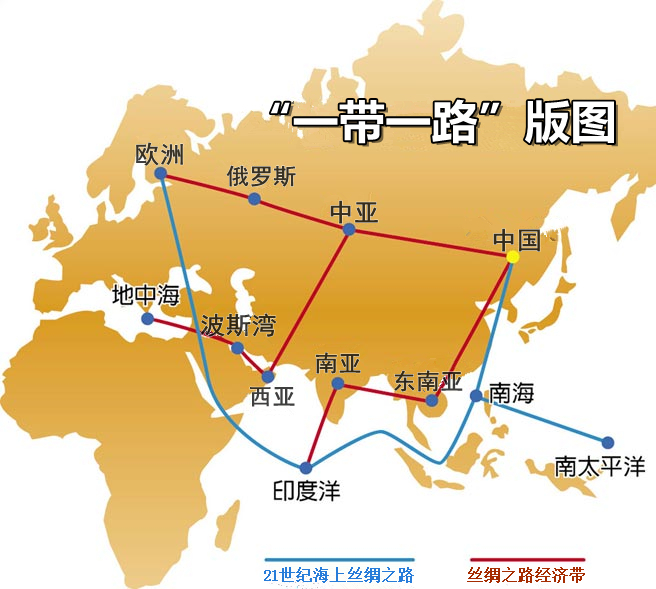 “一带一路”版图
欧洲
俄罗斯
中亚
中国
地中海
波斯湾
西亚
南亚
东南亚
南海
南太平洋
印度洋
21世纪海上丝绸之路
丝绸之路经济带